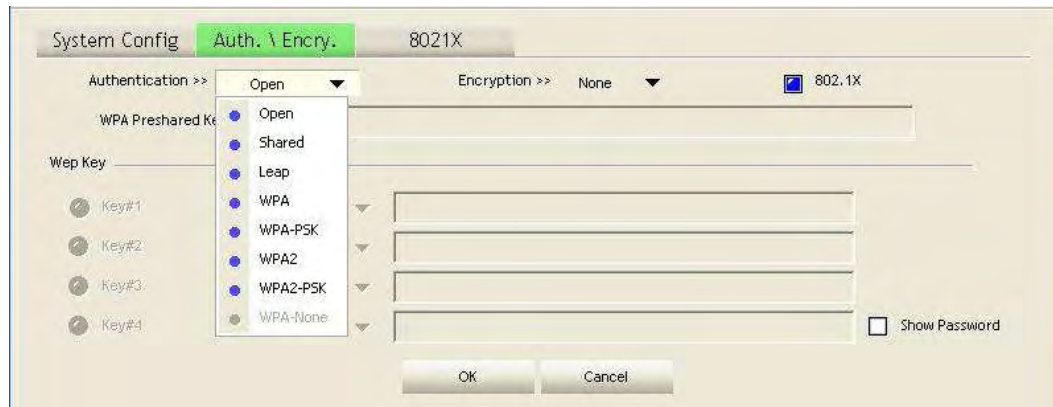 System Config Auth. \ Encry. 8021X
Authentication >> Open Encryption >> None 802.1X
WPA Preshared Ke
Open
Shared
Leap
WPA
WPA-PSK
WPA2
WPA2-PSK
WPA-None
Wep Key
Key#1
Key#2
Key#3
Key#4
Show Password
OK Cancel